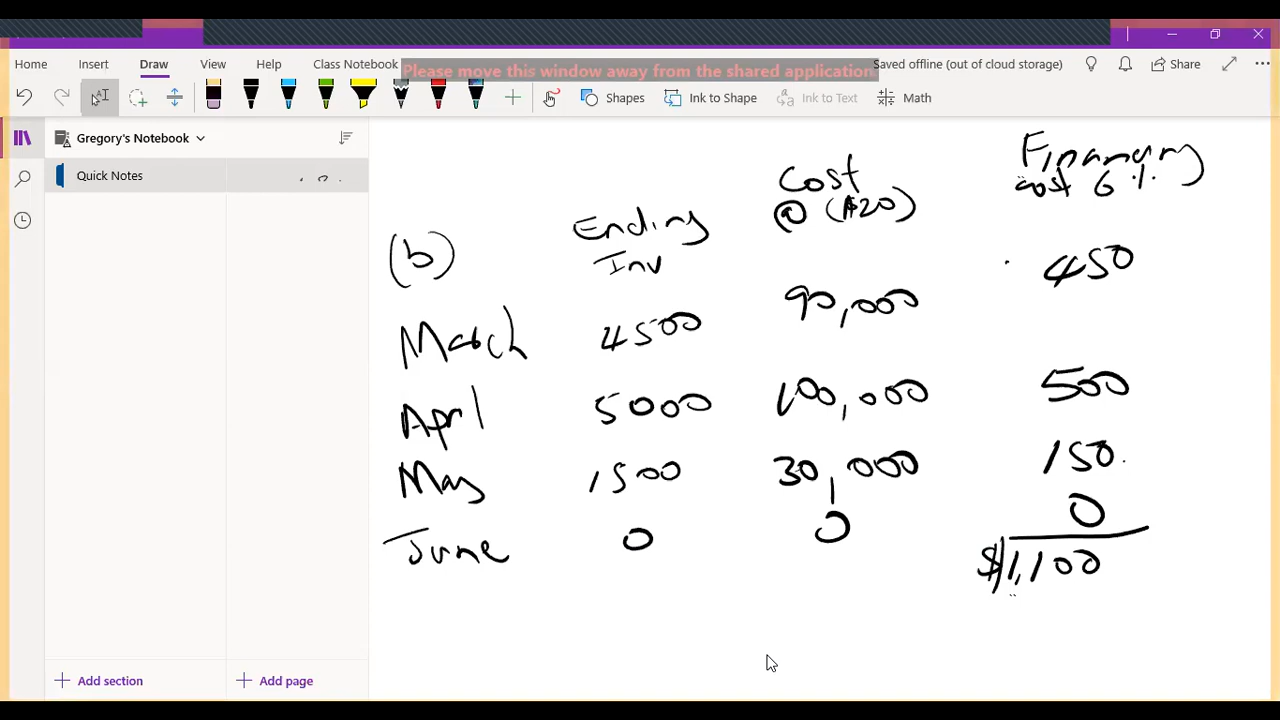 Home Insert Draw View Help Class Notebook Please move this window away from the shared application. Saved offline (out of cloud storage) Share
Shapes Ink to Shape Ink to Text Math
Gregory's Notebook
Quick Notes
Financing
cost 6%
Cost
@ (A$20)
Ending
Inv
(b)
450
March 4500 90,000
April 5000 100,000 500
May 1500 30,000 150
June 0 0 0
$1,100
Add section Add page